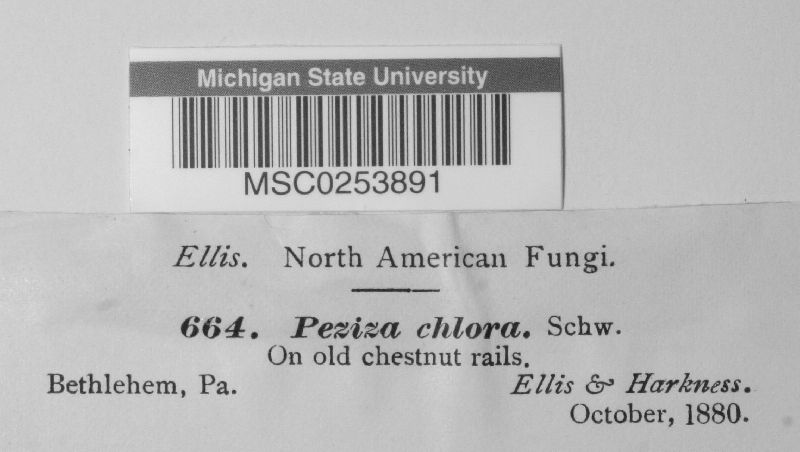 Michigan State University
MSC0253891
Ellis. North American Fungi.
664. Peziza chlora. Schw.
On old chestnut rails.
Bethlehem, Pa. Ellis & Harkness.
October, 1880.